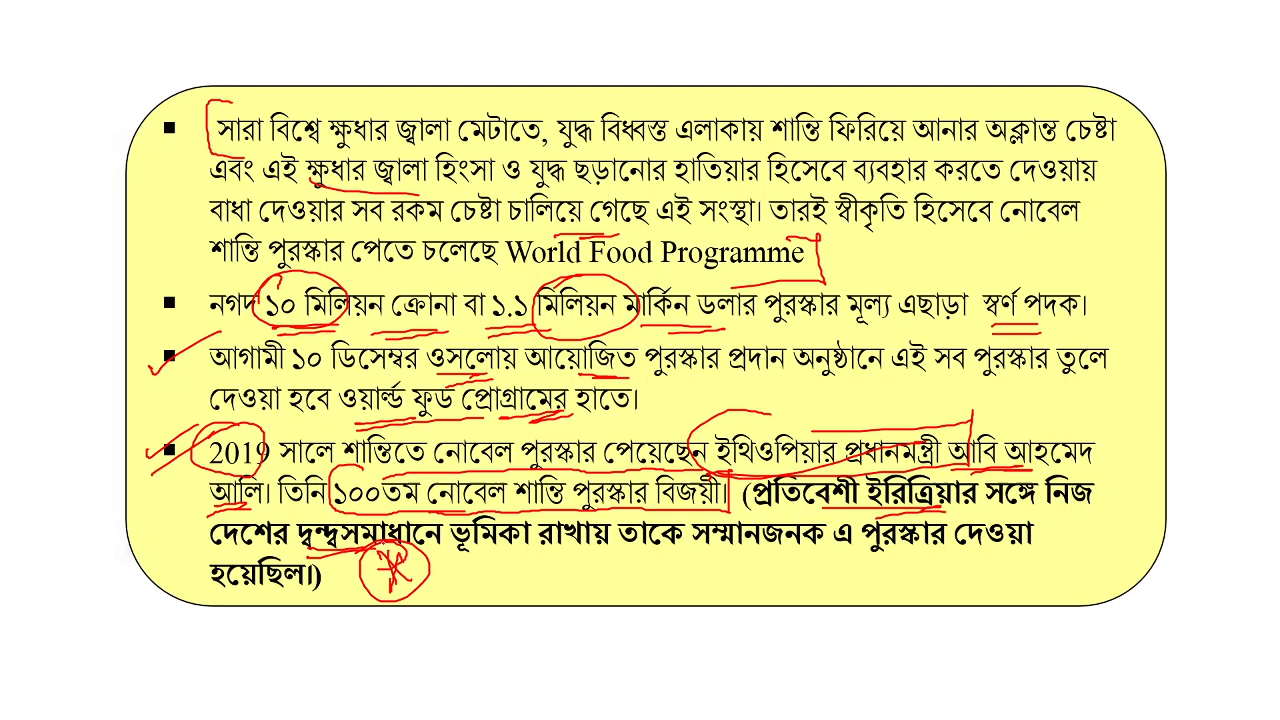 ▪ সারা বিশ্বে ক্ষুধার জ্বালা মেটাতে, যুদ্ধ বিধ্বস্ত এলাকায় শান্তি ফিরিয়ে আনার অক্লান্ত চেষ্টা
এবং এই ক্ষুধার জ্বালা হিংসা ও যুদ্ধ ছড়ানোর হাতিয়ার হিসেবে ব্যবহার করতে দেওয়ায়
বাধা দেওয়ার সব রকম চেষ্টা চালিয়ে গেছে এই সংস্থা। তারই স্বীকৃতি হিসেবে নোবেল
শান্তি পুরস্কার পেতে চলেছে World Food Programme
▪ নগদ ১০ মিলিয়ন ক্রোনা বা ১.১ মিলিয়ন মার্কিন ডলার পুরস্কার মূল্য এছাড়া স্বর্ণ পদক।
▪ আগামী ১০ ডিসেম্বর ওসলোয় আয়োজিত পুরস্কার প্রদান অনুষ্ঠানে এই সব পুরস্কার তুলে
দেওয়া হবে ওয়ার্ল্ড ফুড প্রোগ্রামের হাতে।
▪ 2019 সালে শান্তিতে নোবেল পুরস্কার পেয়েছেন ইথিওপিয়ার প্রধানমন্ত্রী আবি আহমেদ
আলি। তিনি ১০০তম নোবেল শান্তি পুরস্কার বিজয়ী। (প্রতিবেশী ইরিত্রিয়ার সঙ্গে নিজ
দেশের দ্বন্দ্বসমাধানে ভূমিকা রাখায় তাকে সম্মানজনক এ পুরস্কার দেওয়া
হয়েছিল।)